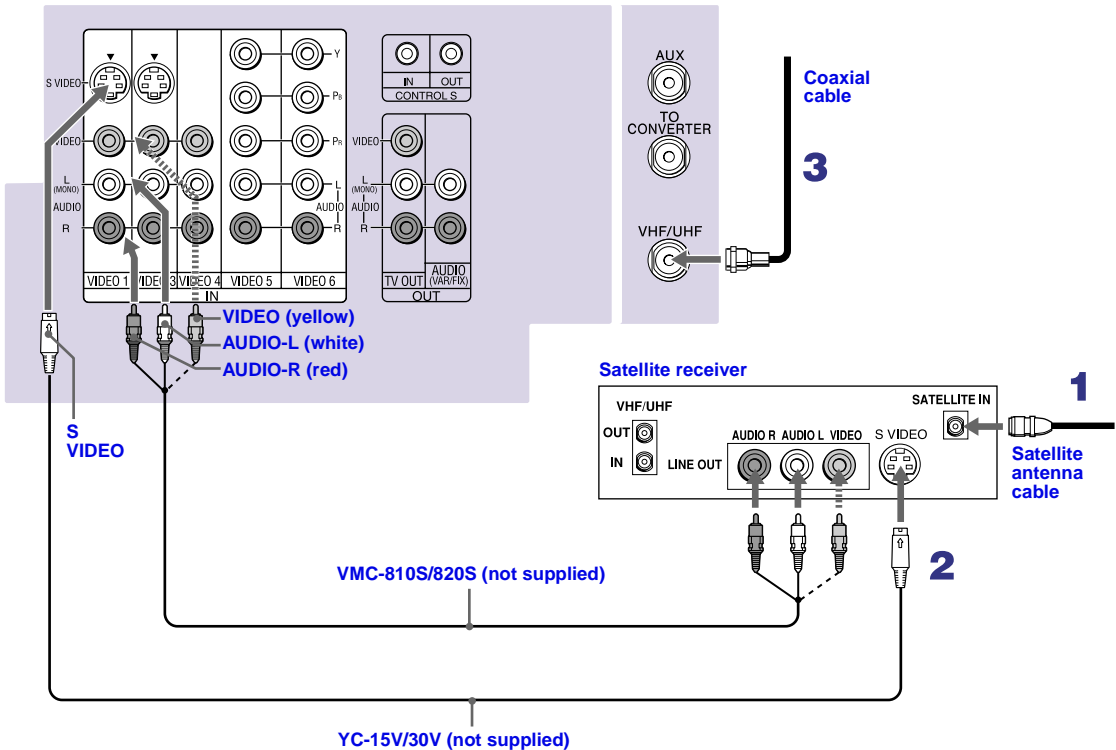 S VIDEO
VIDEO
L
(MONO)
AUDIO
R
Y
PB
PR
L
AUDIO
R
VIDEO 1
VIDEO 3
VIDEO 4
VIDEO 5
VIDEO 6
IN
IN
OUT
CONTROL S
VIDEO
L
(MONO)
AUDIO
R
TV OUT
AUDIO
(VAR/FIX)
OUT
AUX
TO
CONVERTER
VHF/UHF
Coaxial
cable
3
VIDEO (yellow)
AUDIO-L (white)
AUDIO-R (red)
S
VIDEO
Satellite receiver
VHF/UHF
OUT
IN
LINE OUT
AUDIO R
AUDIO L
VIDEO
S VIDEO
SATELLITE IN
1
Satellite
antenna
cable
2
VMC-810S/820S (not supplied)
YC-15V/30V (not supplied)